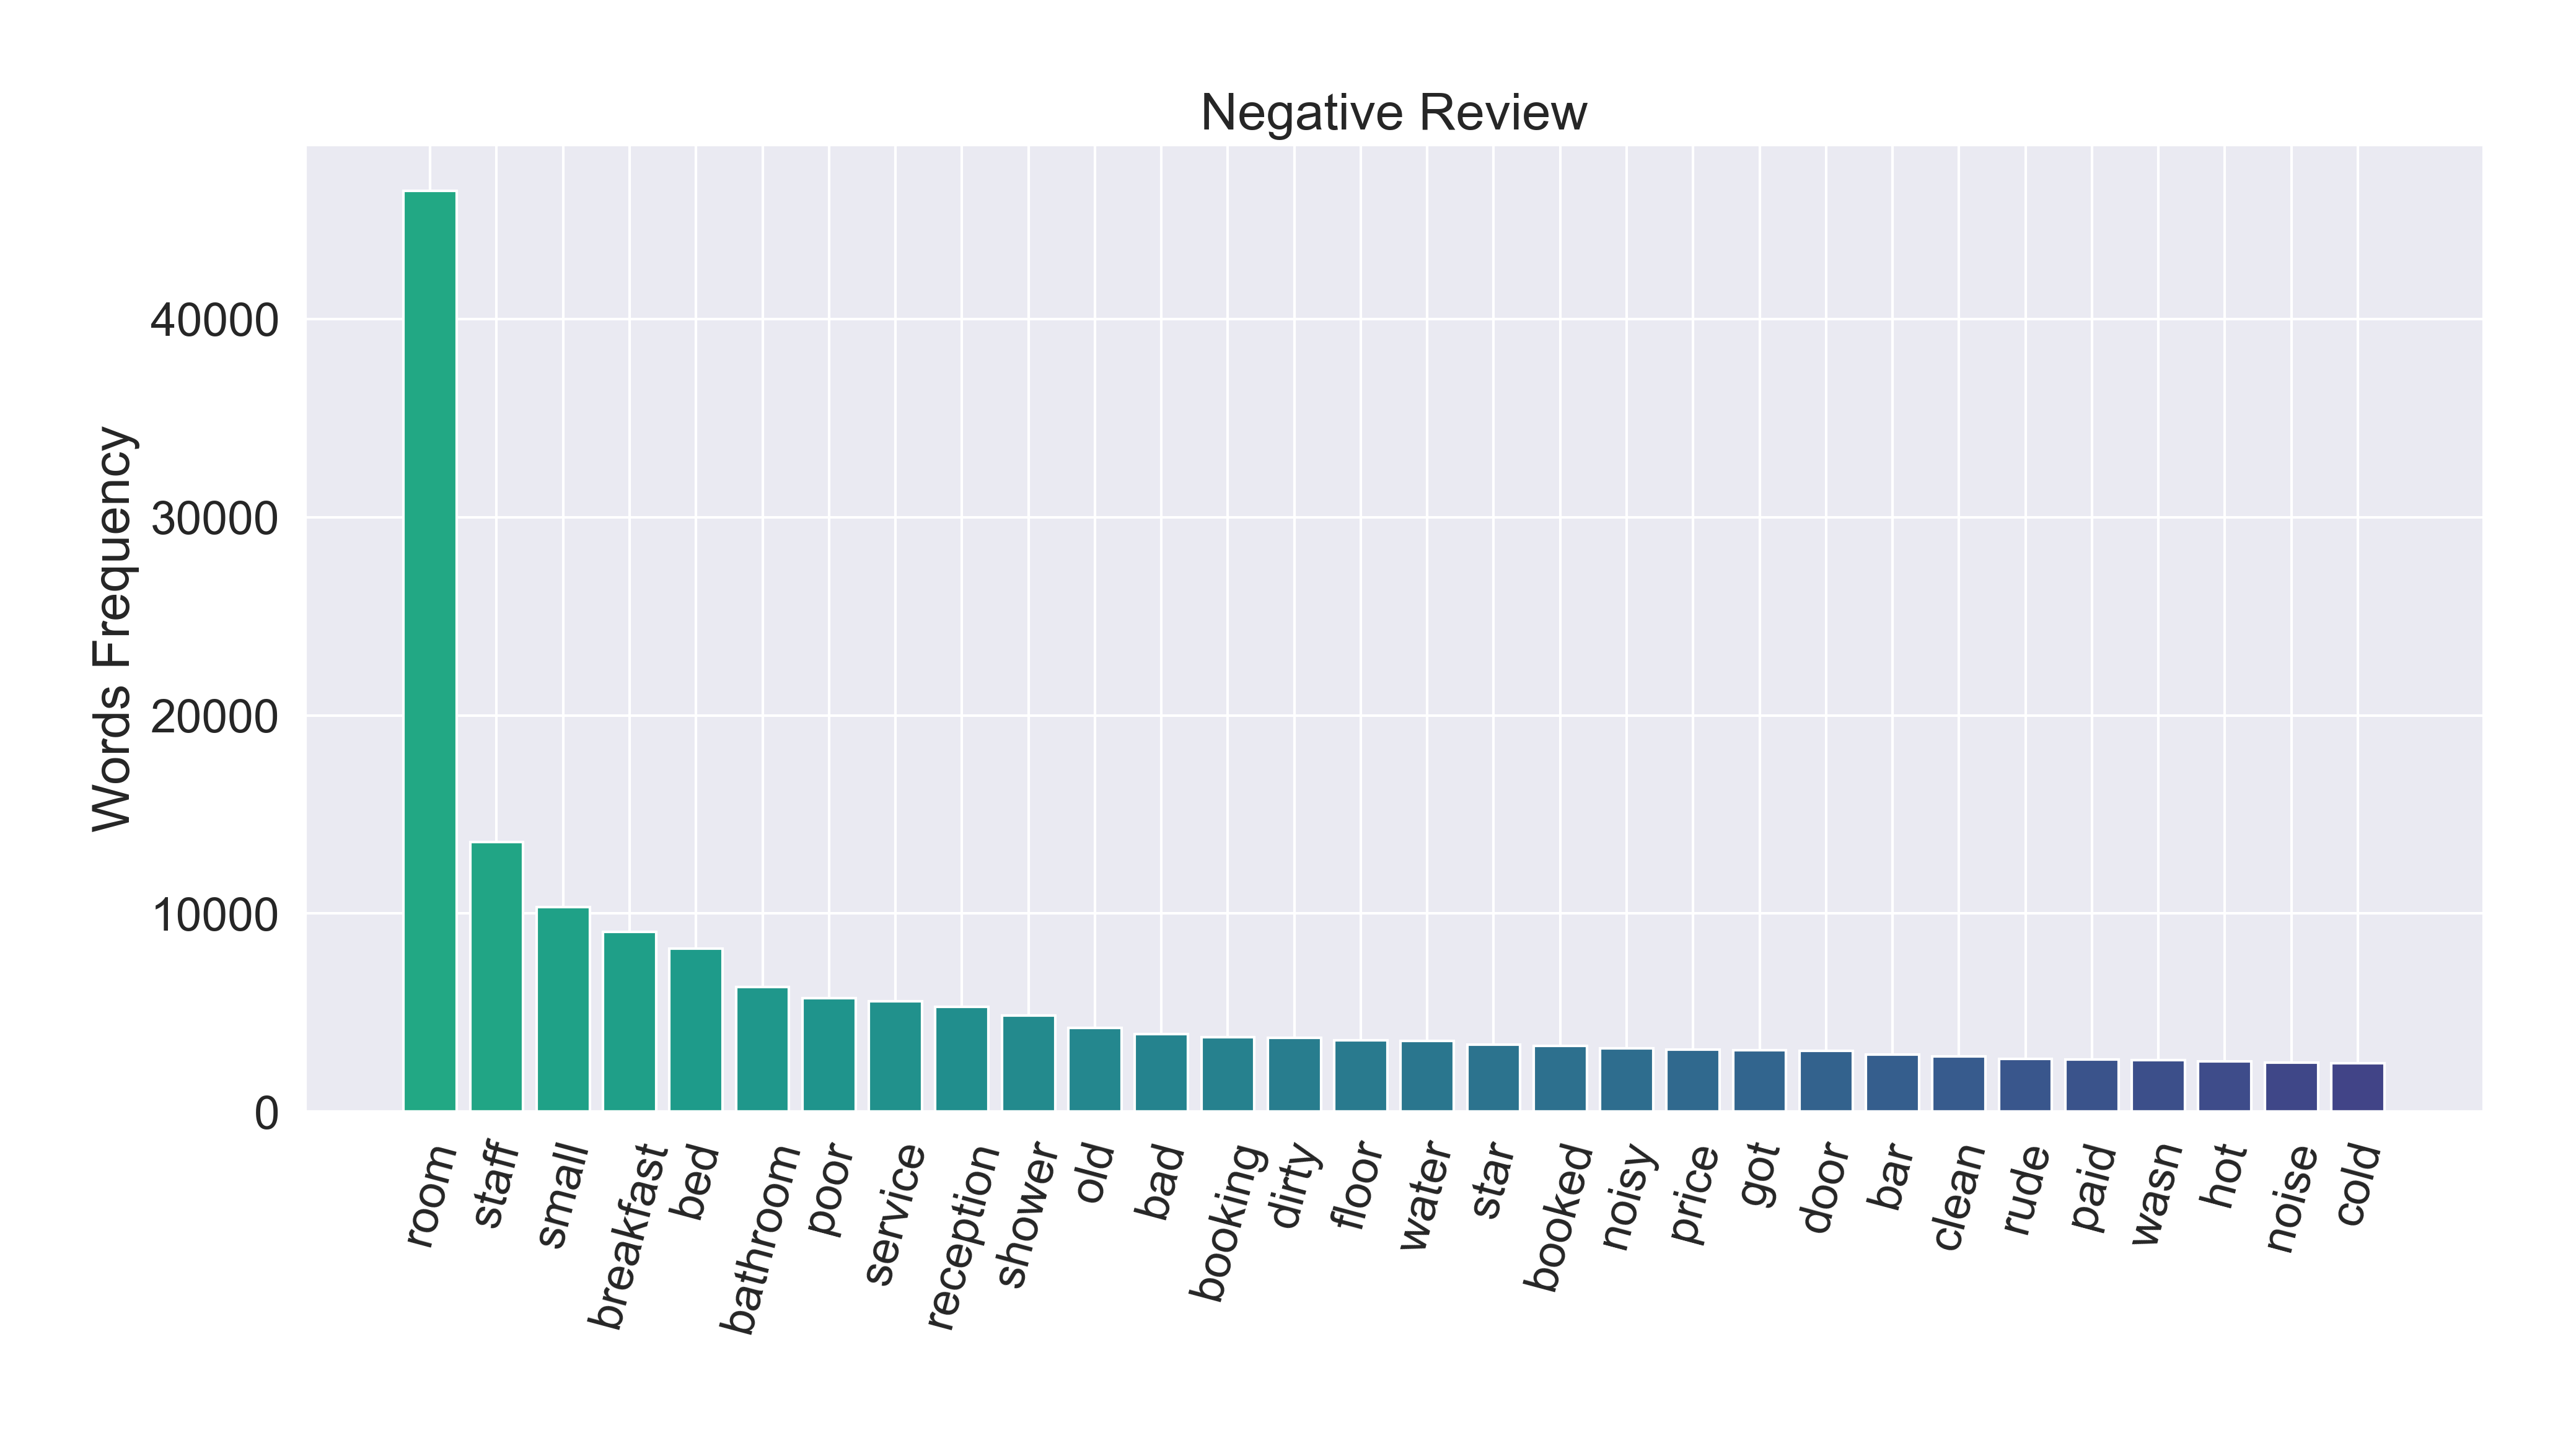 Negative Review
Words Frequency
40000
30000
20000
10000
0
room
staff
small
breakfast
bed
bathroom
poor
service
reception
shower
old
bad
booking
dirty
floor
water
star
booked
noisy
price
got
door
bar
clean
rude
paid
wasn
hot
noise
cold